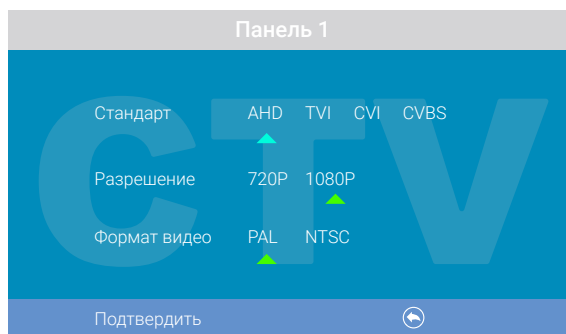 Панель 1
CTV
Стандарт AHD TVI CVI CVBS
Разрешение 720P 1080P
Формат видео PAL NTSC
Подтвердить